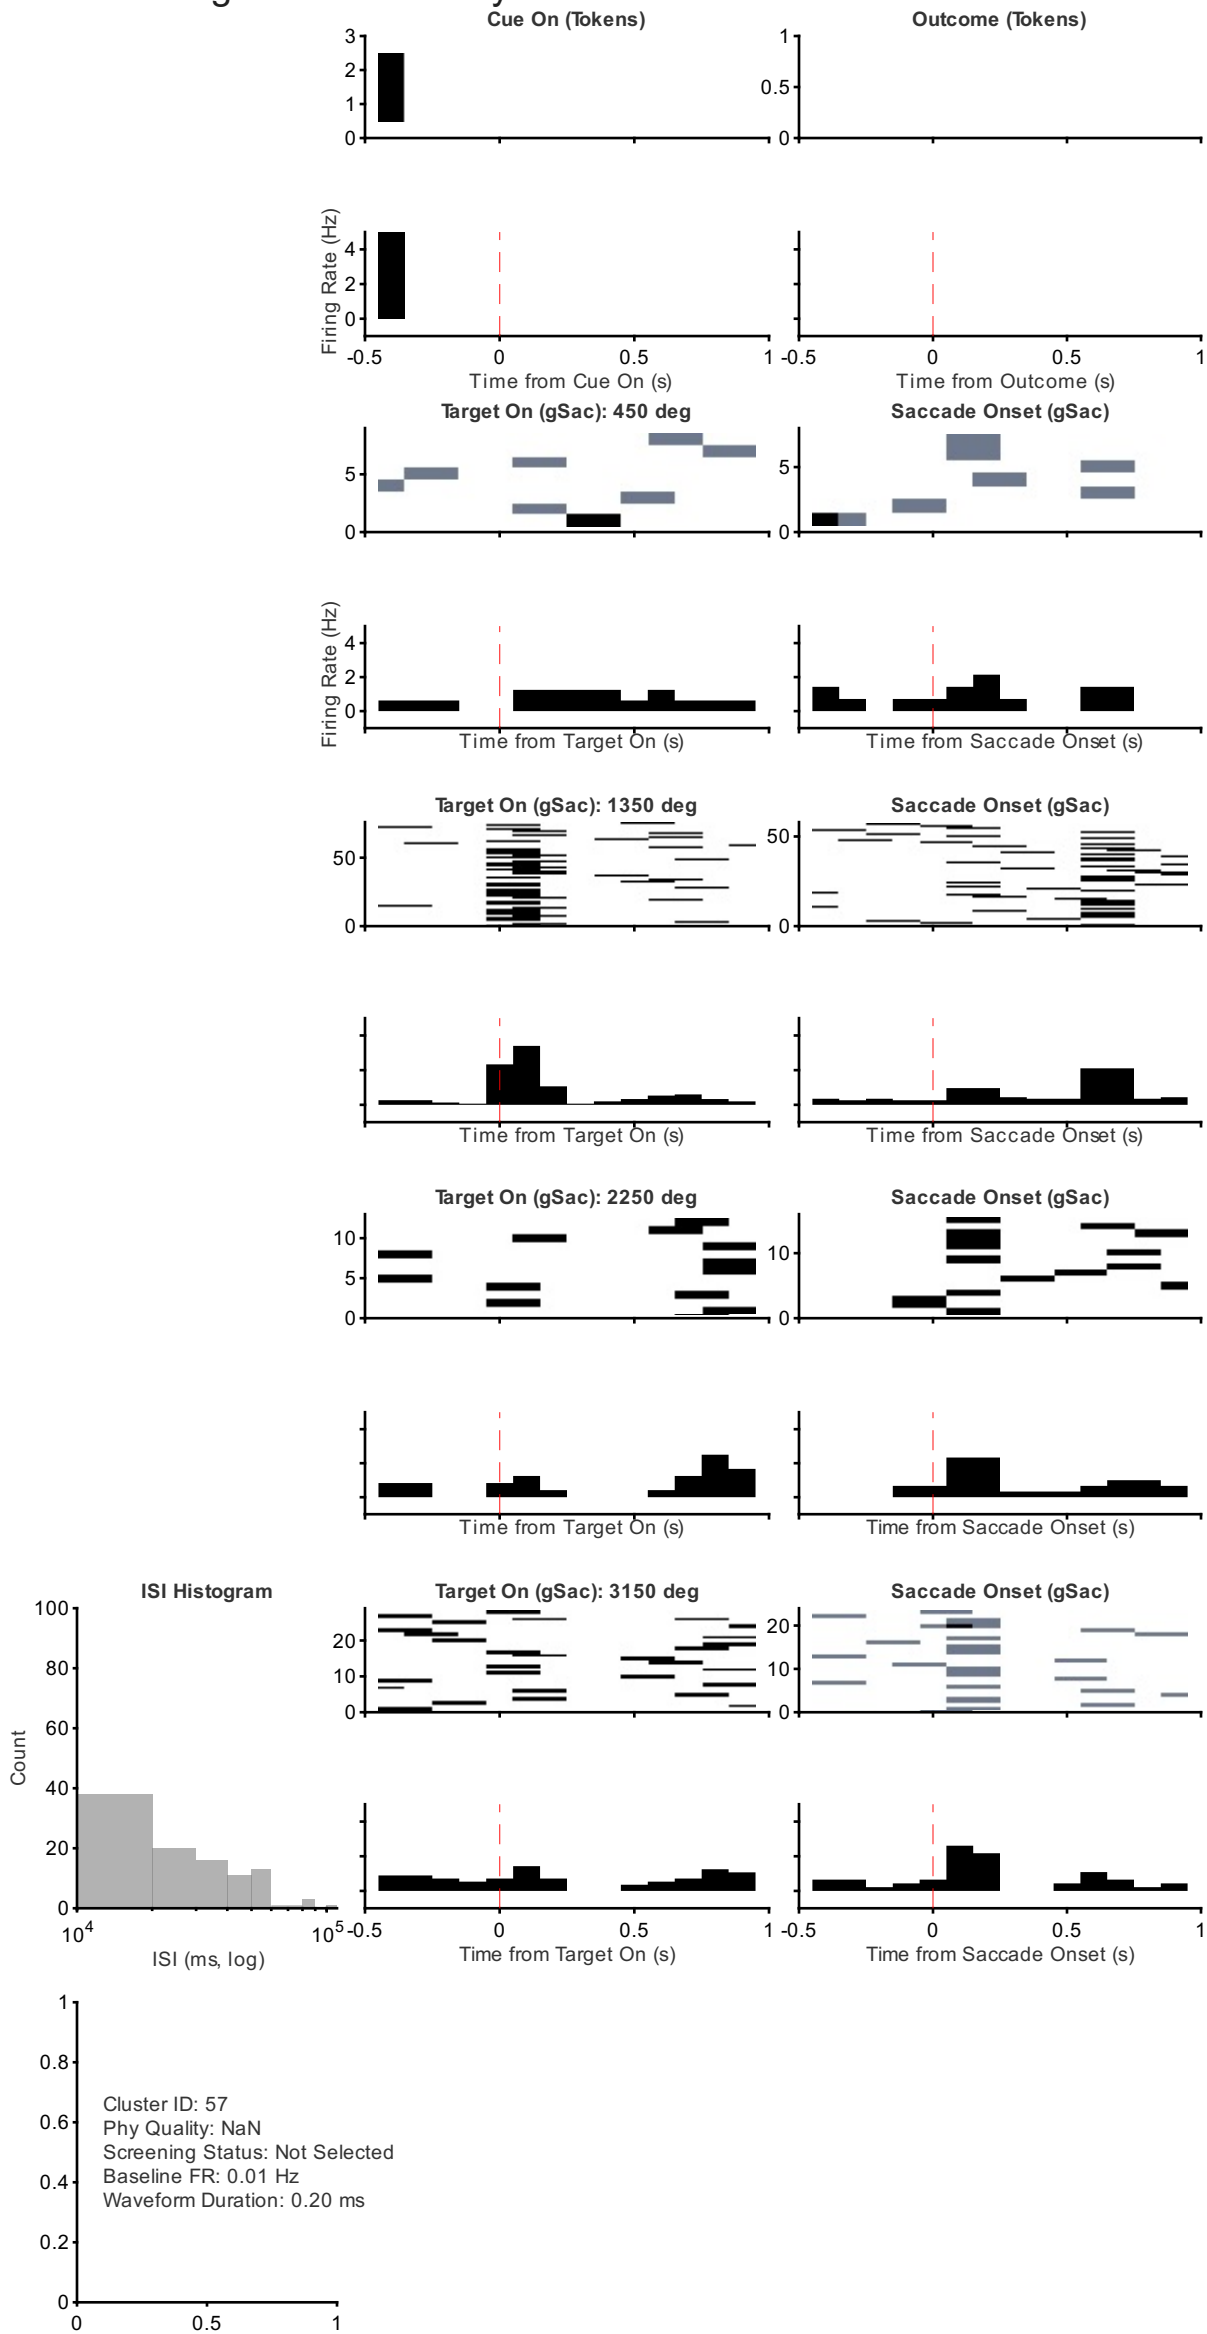 Cue On (Tokens)
Outcome (Tokens)
3
2
1
0
1
0.5
0
Firing Rate (Hz)
4
2
0
-0.5
0
0.5
1
-0.5
0
0.5
1
Time from Cue On (s)
Time from Outcome (s)
Target On (gSac): 450 deg
Saccade Onset (gSac)
5
0
5
0
Firing Rate (Hz)
4
2
0
Time from Target On (s)
Time from Saccade Onset (s)
Target On (gSac): 1350 deg
Saccade Onset (gSac)
50
0
50
0
Time from Target On (s)
Time from Saccade Onset (s)
Target On (gSac): 2250 deg
Saccade Onset (gSac)
10
5
0
10
0
Time from Target On (s)
Time from Saccade Onset (s)
ISI Histogram
Target On (gSac): 3150 deg
Saccade Onset (gSac)
100
80
60
40
20
0
Count
10^4
10^5
ISI (ms, log)
20
10
0
20
10
0
-0.5
0
0.5
1
-0.5
0
0.5
1
Time from Target On (s)
Time from Saccade Onset (s)
1
0.8
0.6
0.4
0.2
0
0
0.5
1
Cluster ID: 57
Phy Quality: NaN
Screening Status: Not Selected
Baseline FR: 0.01 Hz
Waveform Duration: 0.20 ms